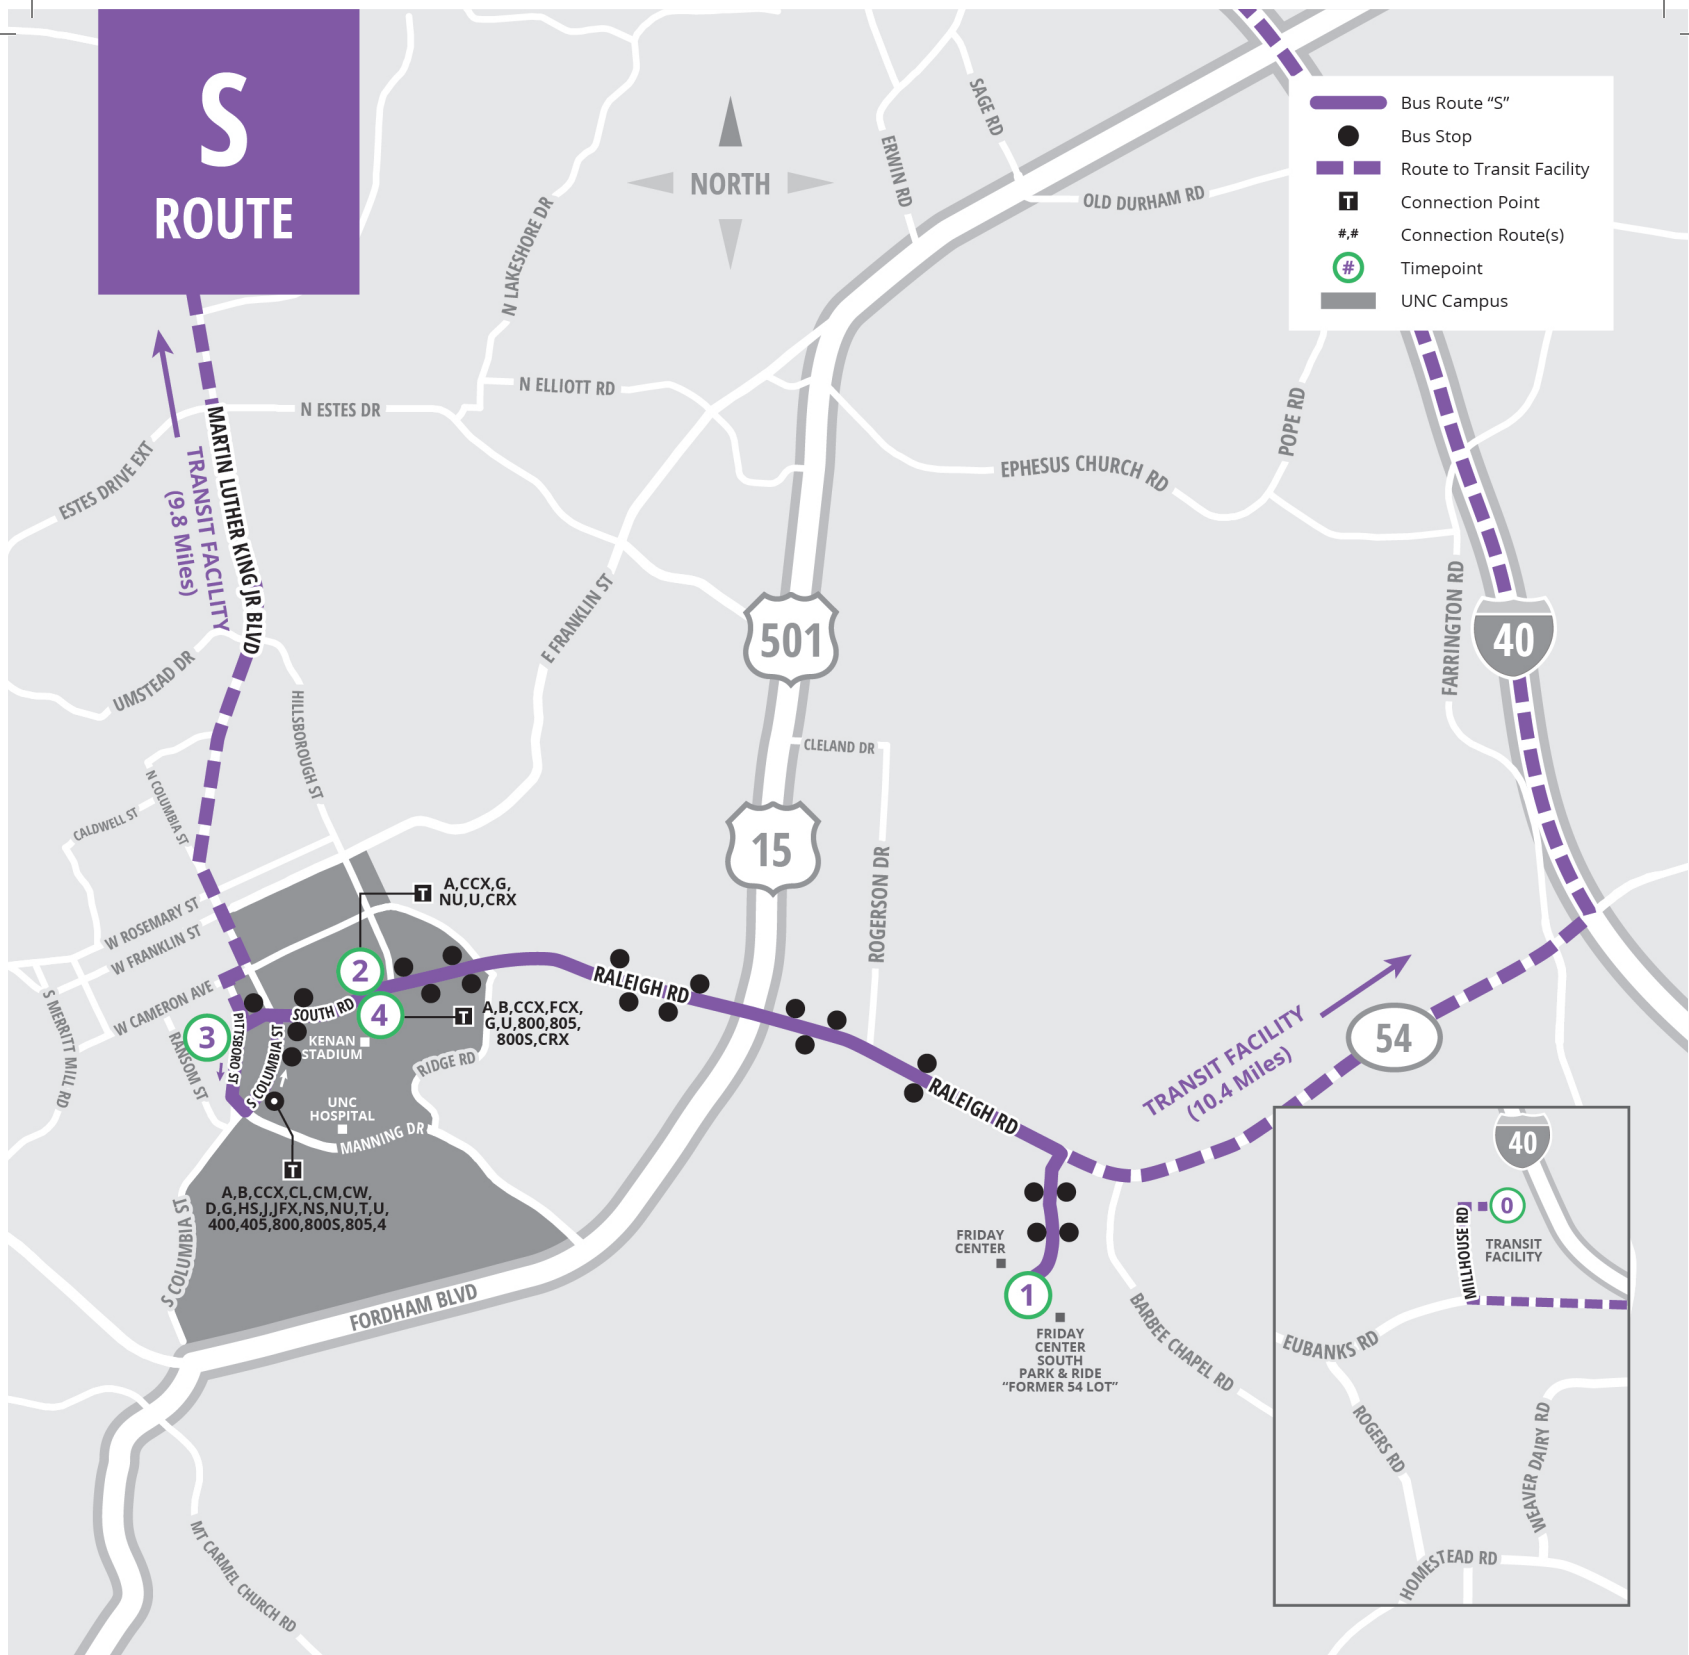 S
ROUTE
NORTH
Bus Route “S”
Bus Stop
Route to Transit Facility
T
Connection Point
#,#
Connection Route(s)
#
Timepoint
UNC Campus
SAGE RD
ERWIN RD
OLD DURHAM RD
N LAKESHORE DR
N ELLIOTT RD
N ESTES DR
ESTES DRIVE EXT
MARTIN LUTHER KING JR BLVD
TRANSIT FACILITY
(9.8 Miles)
EPHESUS CHURCH RD
POPE RD
FARRINGTON RD
40
501
E FRANKLIN ST
UMSTEAD DR
HILLSBOROUGH ST
CLELAND DR
N COLUMBIA ST
CALDWELL ST
15
ROGERSON DR
W ROSEMARY ST
W FRANKLIN ST
W CAMERON AVE
S MERRITT MILL RD
RANSOM ST
T
A,CCX,G,
NU,U,CRX
2
4
3
SOUTH RD
PITTSBORO ST
S COLUMBIA ST
KENAN
STADIUM
T
A,B,CCX,FCX,
G,U,800,805,
800S,CRX
RIDGE RD
UNC
HOSPITAL
MANNING DR
T
A,B,CCX,CL,CM,CW,
D,G,HS,J,JFX,NS,NU,T,U,
400,405,800,800S,805,4
S COLUMBIA ST
FORDHAM BLVD
MT CARMEL CHURCH RD
RALEIGH RD
RALEIGH RD
TRANSIT FACILITY
(10.4 Miles)
54
FRIDAY
CENTER
1
FRIDAY
CENTER
SOUTH
PARK & RIDE
“FORMER 54 LOT”
BARBEE CHAPEL RD
40
0
TRANSIT
FACILITY
MILLHOUSE RD
EUBANKS RD
ROGERS RD
WEAVER DAIRY RD
HOMESTEAD RD